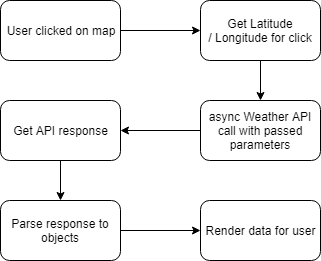 User clicked on map
Get Latitude
/ Longitude for click
async Weather API
call with passed
parameters
Get API response
Parse response to
objects
Render data for user